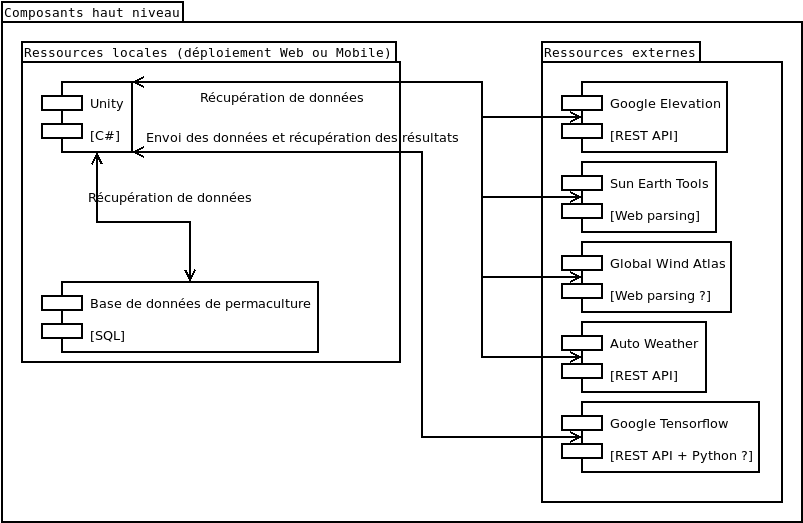 Composants haut niveau
Ressources locales (déploiement Web ou Mobile)
Unity
[C#]
Récupération de données
Envoi des données et récupération des résultats
Récupération de données
Base de données de permaculture
[SQL]
Ressources externes
Google Elevation
[REST API]
Sun Earth Tools
[Web parsing]
Global Wind Atlas
[Web parsing ?]
Auto Weather
[REST API]
Google Tensorflow
[REST API + Python ?]